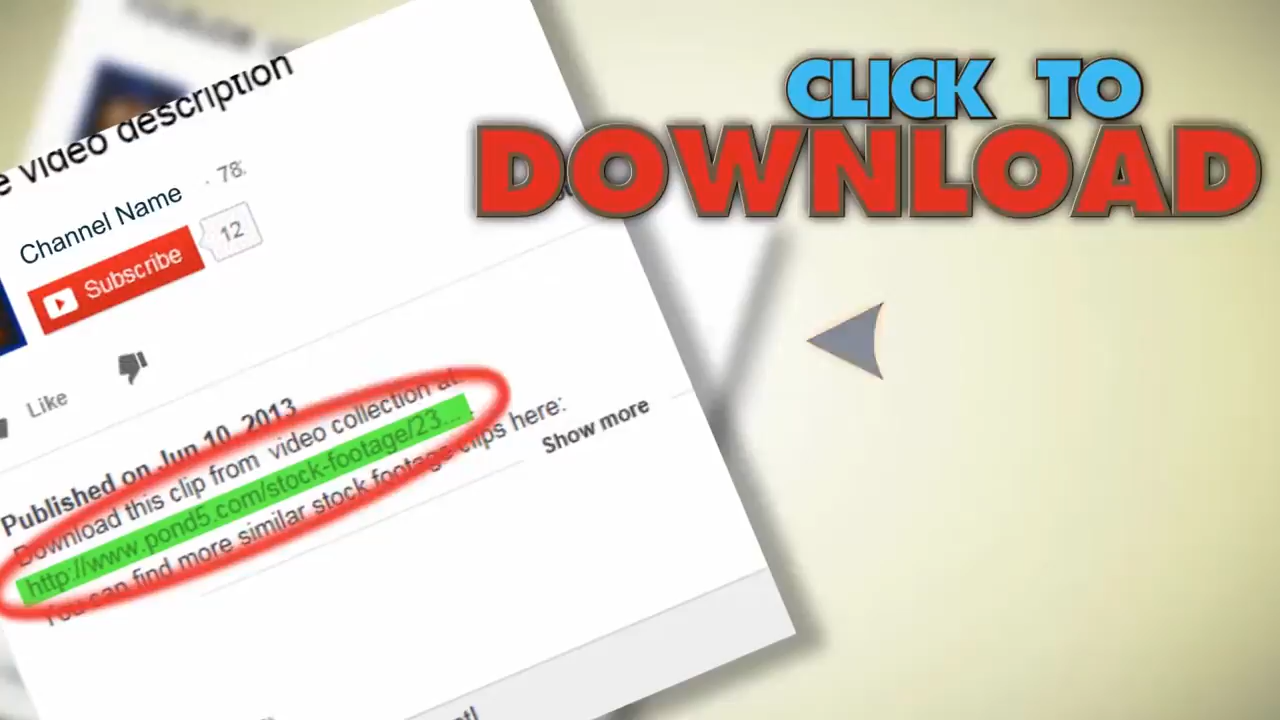 CLICK TO
DOWNLOAD
e video description
Channel Name
Subscribe
12
Like
Published on Jun 10, 2013
Download this clip from video collection at
http://www.pond5.com/stock-footage/23...
You can find more similar stock footage clips here:
Show more